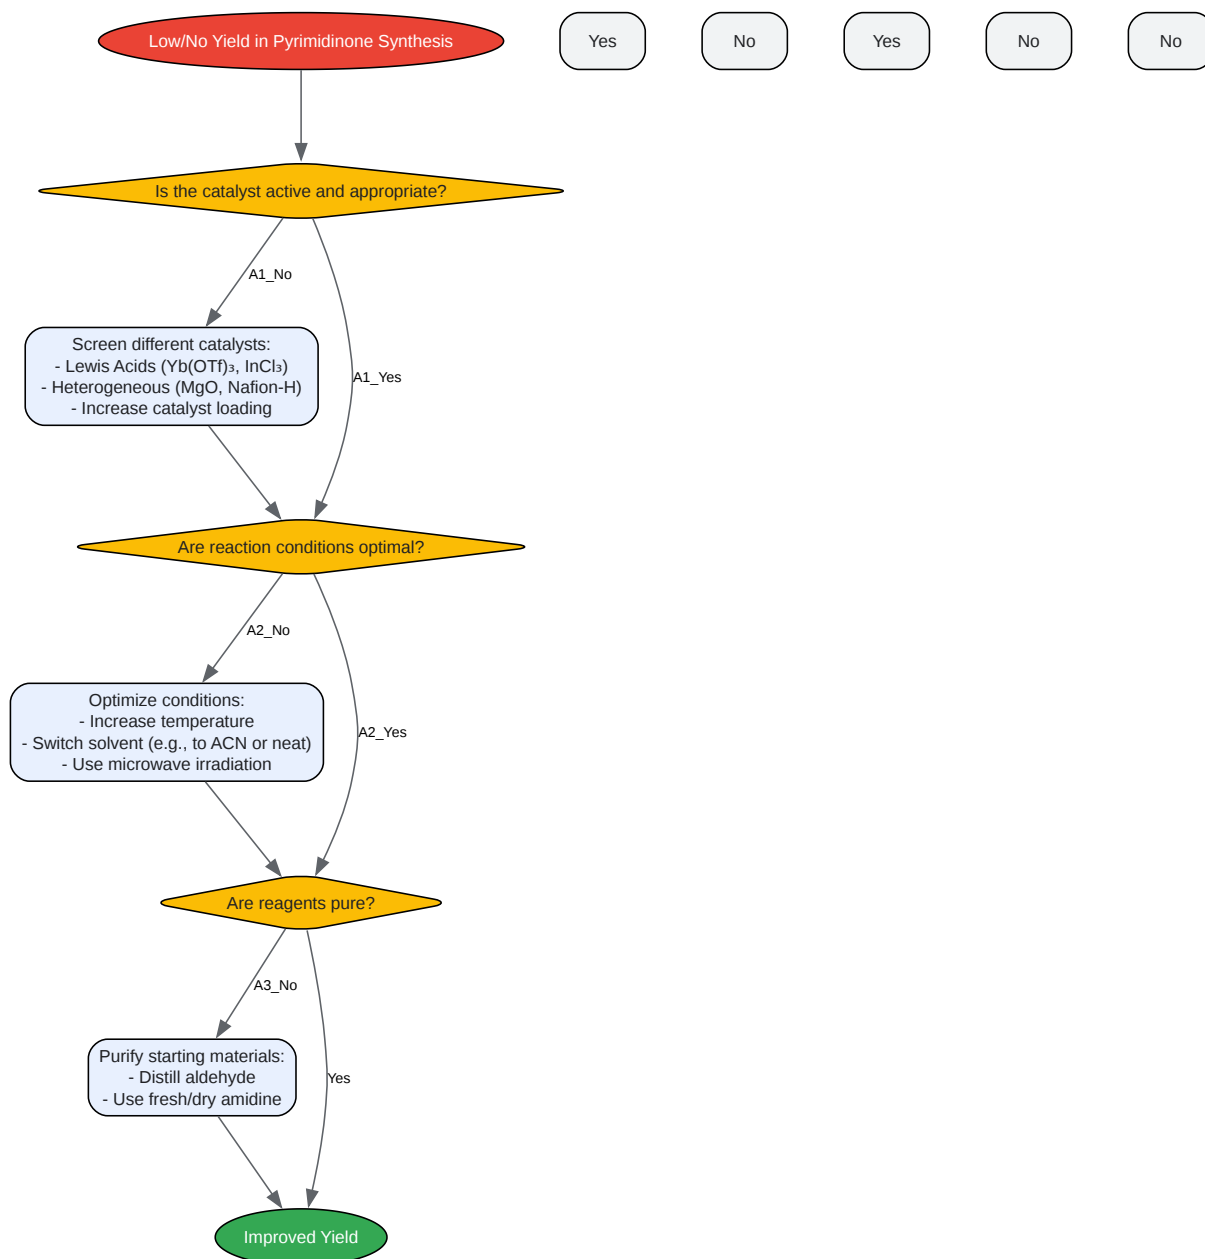 Low/No Yield in Pyrimidinone Synthesis
Yes
No
Yes
No
No
Is the catalyst active and appropriate?
A1_No
Screen different catalysts:
- Lewis Acids (Yb(OTf)₃, InCl₃)
- Heterogeneous (MgO, Nafion-H)
- Increase catalyst loading
A1_Yes
Are reaction conditions optimal?
A2_No
Optimize conditions:
- Increase temperature
- Switch solvent (e.g., to ACN or neat)
- Use microwave irradiation
A2_Yes
Are reagents pure?
A3_No
Purify starting materials:
- Distill aldehyde
- Use fresh/dry amidine
Yes
Improved Yield